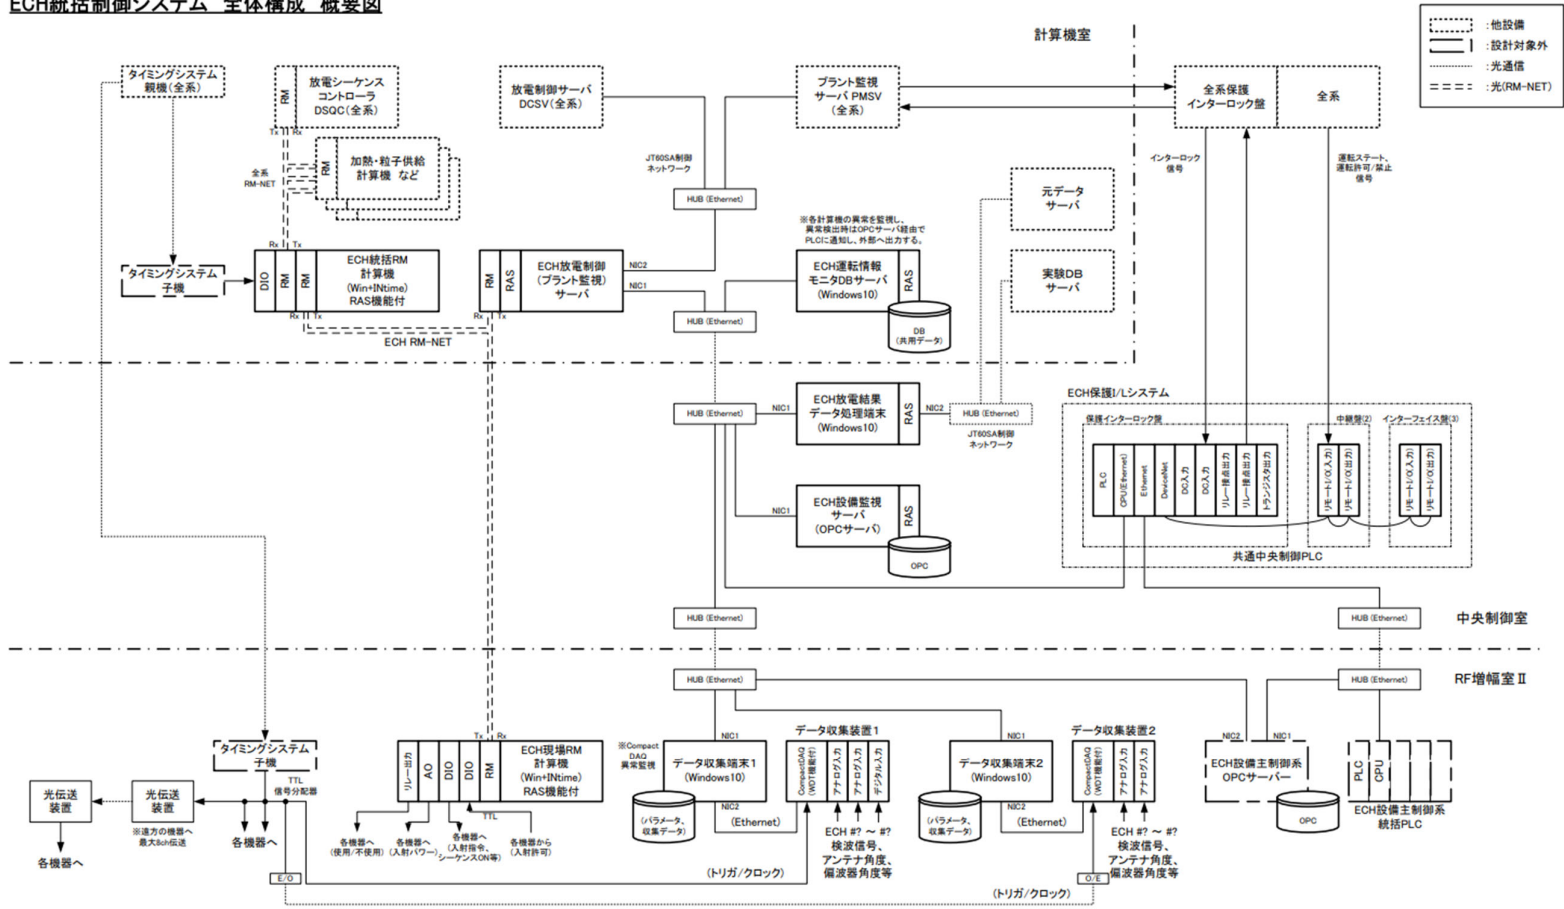 ECH統括制御システム 全体構成 概要図
:他設備
:設計対象外
:光通信
:光(RM-NET)
計算機室
タイミングシステム
親機(全系)
RM
放電シーケンス
コントローラ
DSQC(全系)
Tx
Rx
放電制御サーバ
DCSV(全系)
プラント監視
サーバ PMSV
(全系)
全系保護
インターロック盤
全系
RM
加熱・粒子供給
計算機 など
全系
RM-NET
JT60SA制御
ネットワーク
インターロック
信号
運転ステート、
運転許可/禁止
信号
HUB (Ethernet)
元データ
サーバ
※各計算機の異常を監視し、
異常検出時はOPCサーバ経由で
PLCに通知し、外部へ出力する。
Rx
Tx
タイミングシステム
子機
DIO
RM
RM
ECH統括RM
計算機
(Win+INtime)
RAS機能付
Rx
Tx
RM
RAS
ECH放電制御
(プラント監視)
サーバ
NIC2
NIC1
Rx
Tx
ECH運転情報
モニタDBサーバ
(Windows10)
RAS
実験DB
サーバ
DB
(共用データ)
HUB (Ethernet)
ECH RM-NET
HUB (Ethernet)
NIC1
ECH放電結果
データ処理端末
(Windows10)
RAS
NIC2
HUB (Ethernet)
JT60SA制御
ネットワーク
ECH保護I/Lシステム
保護インターロック盤
中継盤(2)
インターフェイス盤(3)
PLC
CPU(Ethernet)
Ethernet
DeviceNet
DC入力
DC入力
リレー接点出力
リレー接点出力
トランジスタ出力
リモートI/O(入力)
リモートI/O(出力)
リモートI/O(入力)
リモートI/O(出力)
共通中央制御PLC
NIC1
ECH設備監視
サーバ
(OPCサーバ)
RAS
OPC
HUB (Ethernet)
HUB (Ethernet)
中央制御室
HUB (Ethernet)
HUB (Ethernet)
RF増幅室Ⅱ
タイミングシステム
子機
TTL
信号分配器
光伝送
装置
光伝送
装置
※遠方の機器へ
最大8ch伝送
各機器へ
各機器へ
E/O
Tx
Rx
リレー出力
AO
DIO
DIO
RM
ECH現場RM
計算機
(Win+INtime)
RAS機能付
TTL
各機器へ
(使用/不使用)
各機器へ
(入射パワー)
各機器へ
(入射指令、
シーケンスON等)
各機器から
(入射許可)
※Compact
DAQ
異常監視
NIC1
データ収集端末1
(Windows10)
NIC2
(パラメータ、
収集データ)
(Ethernet)
データ収集装置1
CompactDAQ
(WDT機能付)
アナログ入力
アナログ入力
デジタル入力
ECH #? ～ #?
検波信号、
アンテナ角度、
偏波器角度等
(トリガ/クロック)
NIC1
データ収集端末2
(Windows10)
NIC2
(パラメータ、
収集データ)
(Ethernet)
データ収集装置2
CompactDAQ
(WDT機能付)
アナログ入力
アナログ入力
ECH #? ～ #?
検波信号、
アンテナ角度、
偏波器角度等
O/E
(トリガ/クロック)
NIC2
NIC1
ECH設備主制御系
OPCサーバー
OPC
PLC
CPU
ECH設備主制御系
統括PLC